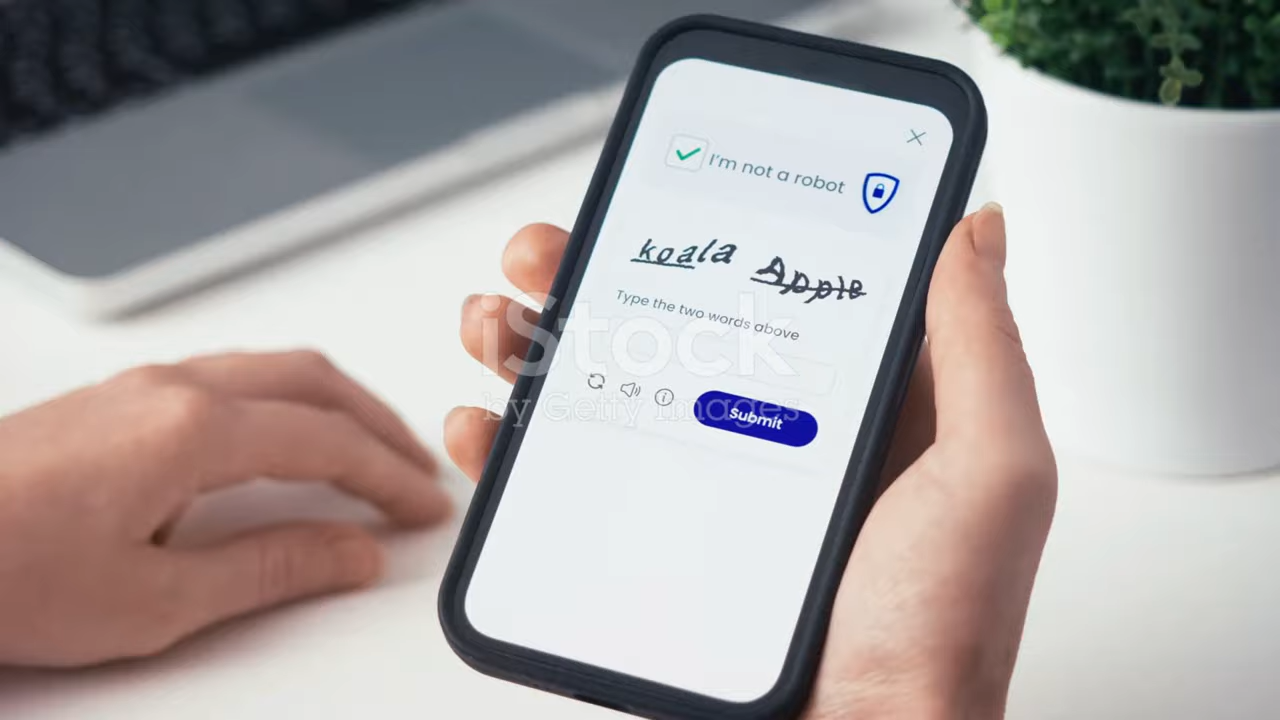 I'm not a robot
koala Apple
Type the two words above
submit
iStock
by Getty Images